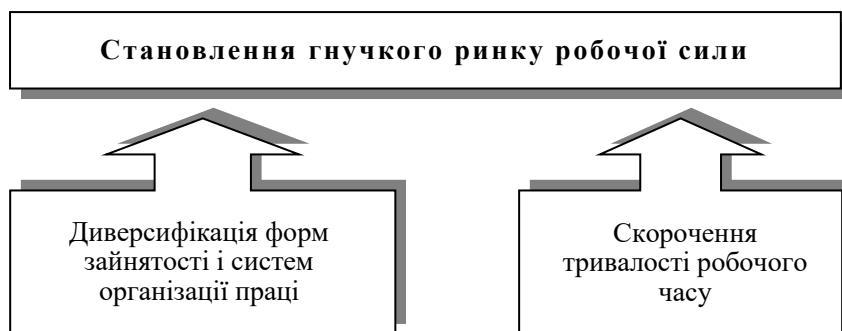 Становлення гнучкого ринку робочої сили
Диверсифікація форм
зайнятості і систем
організації праці
Скорочення
тривалості робочого
часу